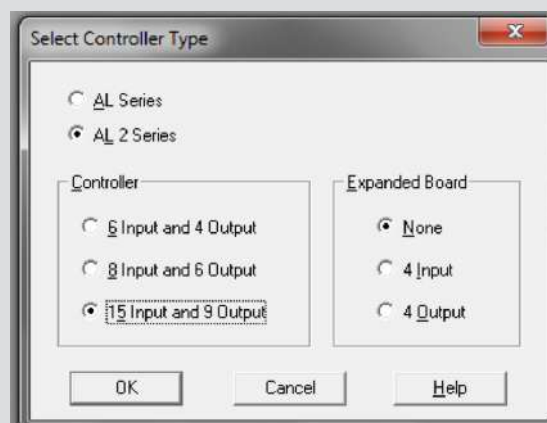 Select Controller Type
AL Series
AL 2 Series
Controller
6 Input and 4 Output
8 Input and 6 Output
15 Input and 9 Output
Expanded Board
None
4 Input
4 Output
OK
Cancel
Help